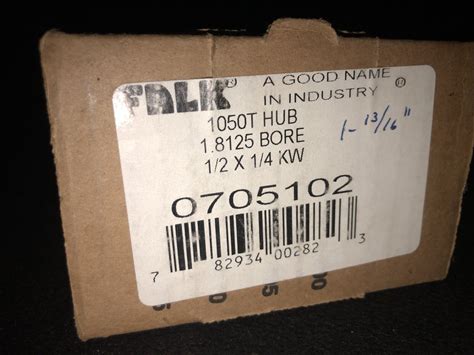 FALK® A GOOD NAME
IN INDUSTRY®
1050T HUB
1.8125 BORE
1/2 X 1/4 KW
1-13/16"
0705102
7 82934 00282 3